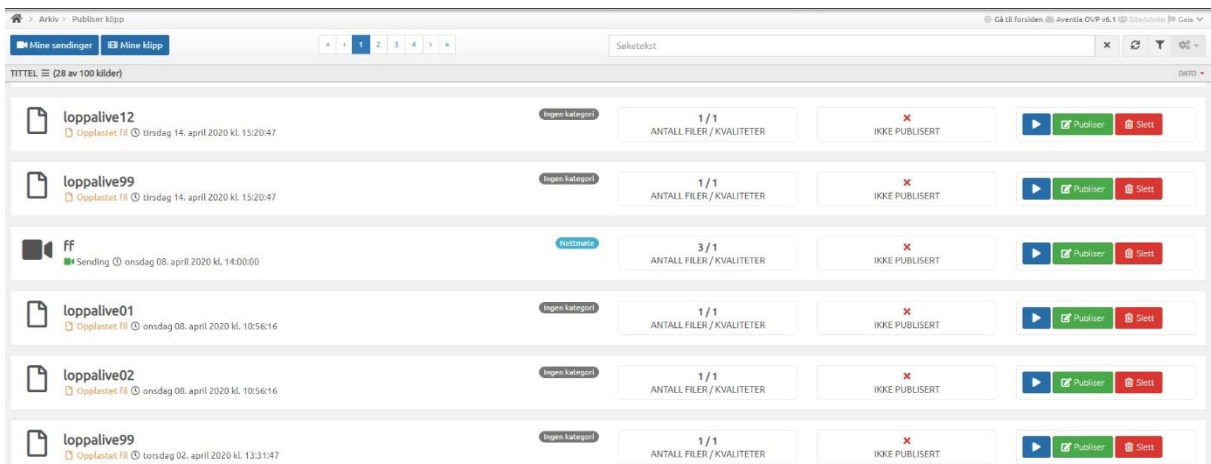 Arkiv > Publiser klipp
Gå til forsiden Aventia OVP v6.1 SiteAdmin Gaia
Mine sendinger Mine klipp « ‹ 1 2 3 4 › » Søketekst
TITTEL (28 av 100 kilder) DATO
loppalive12 Ingen kategori 1 / 1
Opplastet fil tirsdag 14. april 2020 kl. 15:20:47 ANTALL FILER / KVALITETER IKKE PUBLISERT Publiser Slett
loppalive99 Ingen kategori 1 / 1
Opplastet fil tirsdag 14. april 2020 kl. 15:20:47 ANTALL FILER / KVALITETER IKKE PUBLISERT Publiser Slett
ff Nettmøte 3 / 1
Sending onsdag 08. april 2020 kl. 14:00:00 ANTALL FILER / KVALITETER IKKE PUBLISERT Publiser Slett
loppalive01 Ingen kategori 1 / 1
Opplastet fil onsdag 08. april 2020 kl. 10:56:16 ANTALL FILER / KVALITETER IKKE PUBLISERT Publiser Slett
loppalive02 Ingen kategori 1 / 1
Opplastet fil onsdag 08. april 2020 kl. 10:56:16 ANTALL FILER / KVALITETER IKKE PUBLISERT Publiser Slett
loppalive99 Ingen kategori 1 / 1
Opplastet fil torsdag 02. april 2020 kl. 13:31:47 ANTALL FILER / KVALITETER IKKE PUBLISERT Publiser Slett